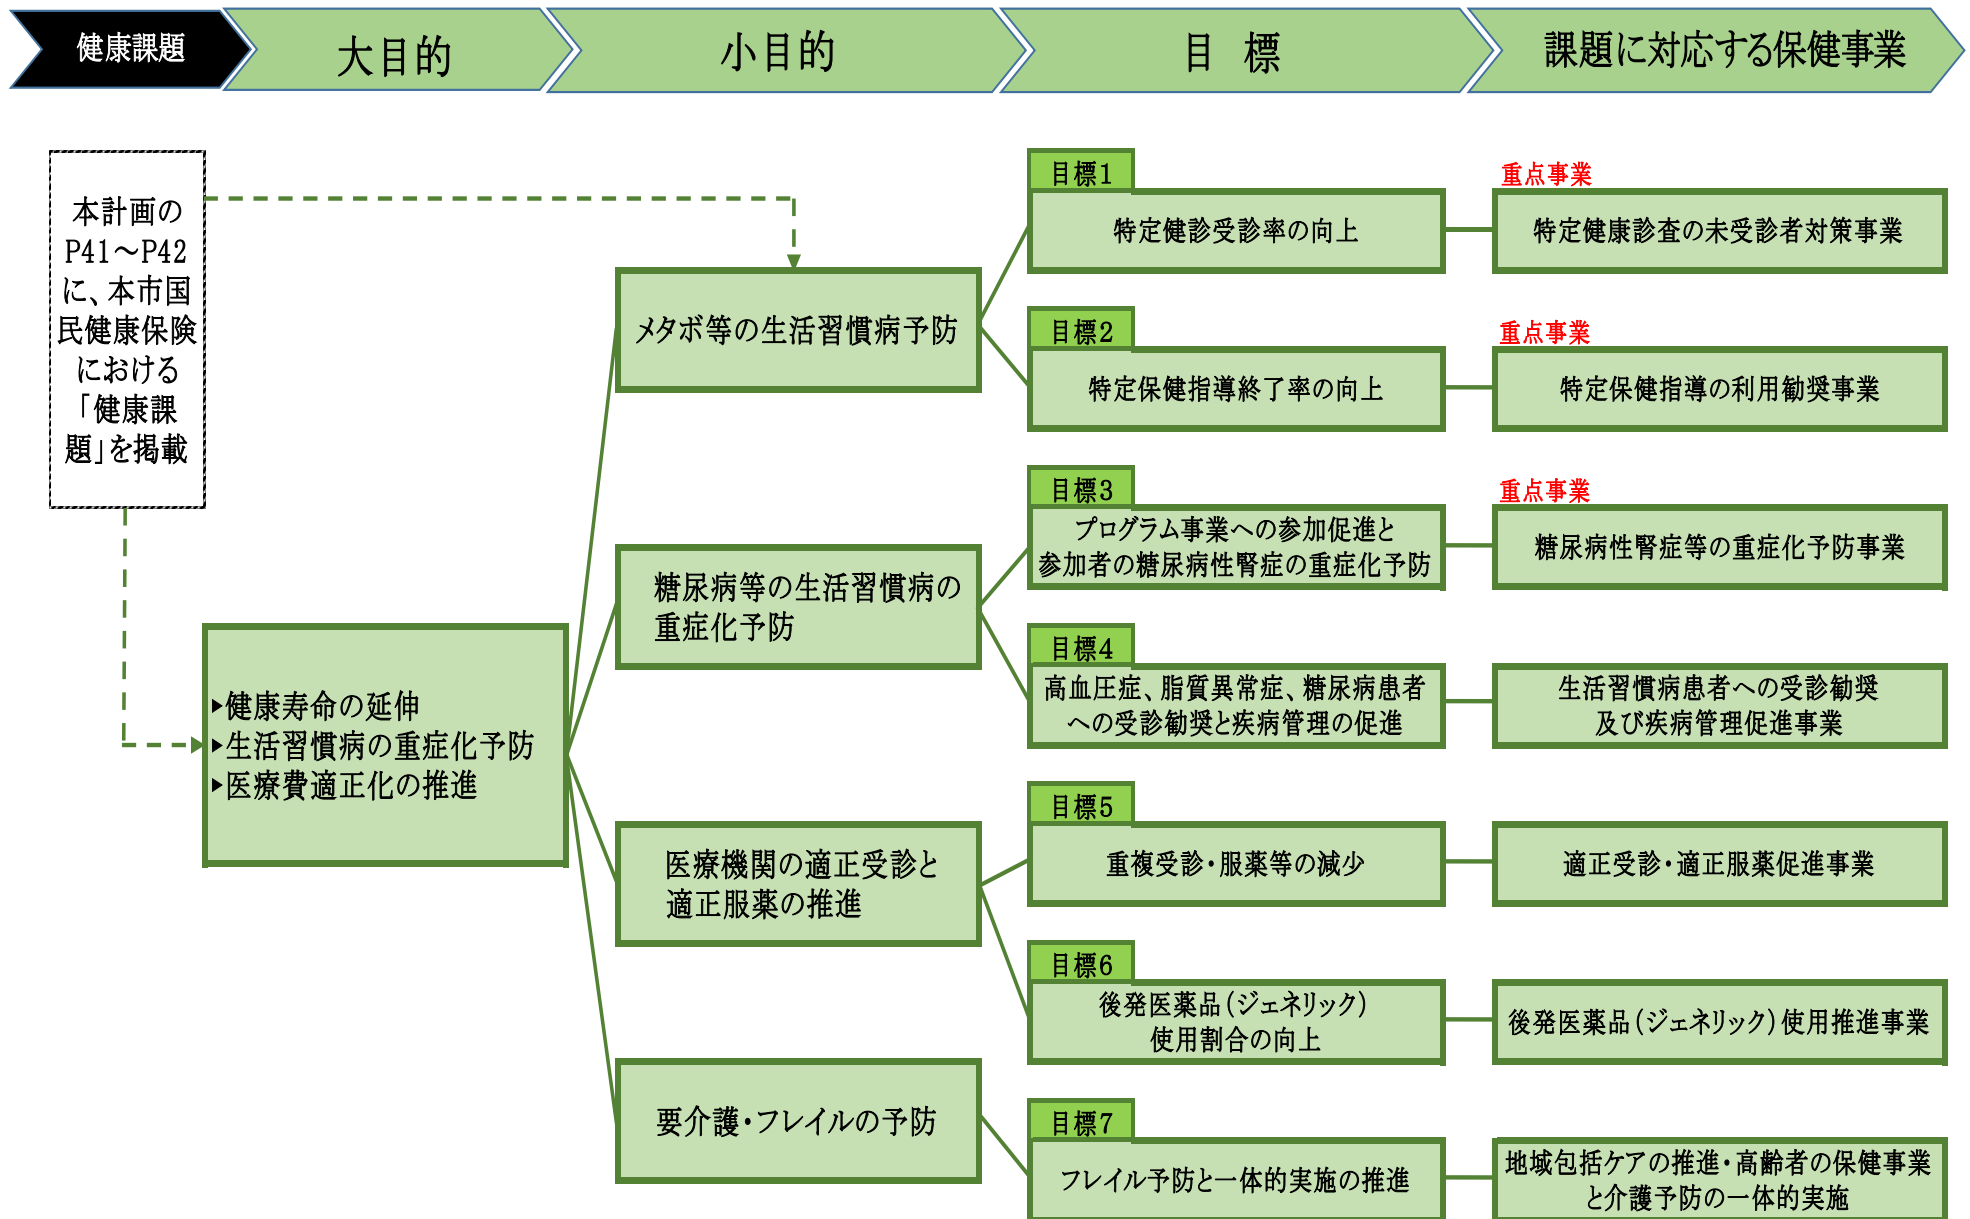 健康課題
大目的
小目的
目　標
課題に対応する保健事業
本計画の
P41～P42
に、本市国
民健康保険
における
「健康課
題」を掲載
▶健康寿命の延伸
▶生活習慣病の重症化予防
▶医療費適正化の推進
メタボ等の生活習慣病予防
糖尿病等の生活習慣病の
重症化予防
医療機関の適正受診と
適正服薬の推進
要介護・フレイルの予防
目標1
特定健診受診率の向上
重点事業
特定健康診査の未受診者対策事業
目標2
特定保健指導終了率の向上
重点事業
特定保健指導の利用勧奨事業
目標3
プログラム事業への参加促進と
参加者の糖尿病性腎症の重症化予防
重点事業
糖尿病性腎症等の重症化予防事業
目標4
高血圧症、脂質異常症、糖尿病患者
への受診勧奨と疾病管理の促進
生活習慣病患者への受診勧奨
及び疾病管理促進事業
目標5
重複受診・服薬等の減少
適正受診・適正服薬促進事業
目標6
後発医薬品（ジェネリック）
使用割合の向上
後発医薬品（ジェネリック）使用推進事業
目標7
フレイル予防と一体的実施の推進
地域包括ケアの推進・高齢者の保健事業
と介護予防の一体的実施